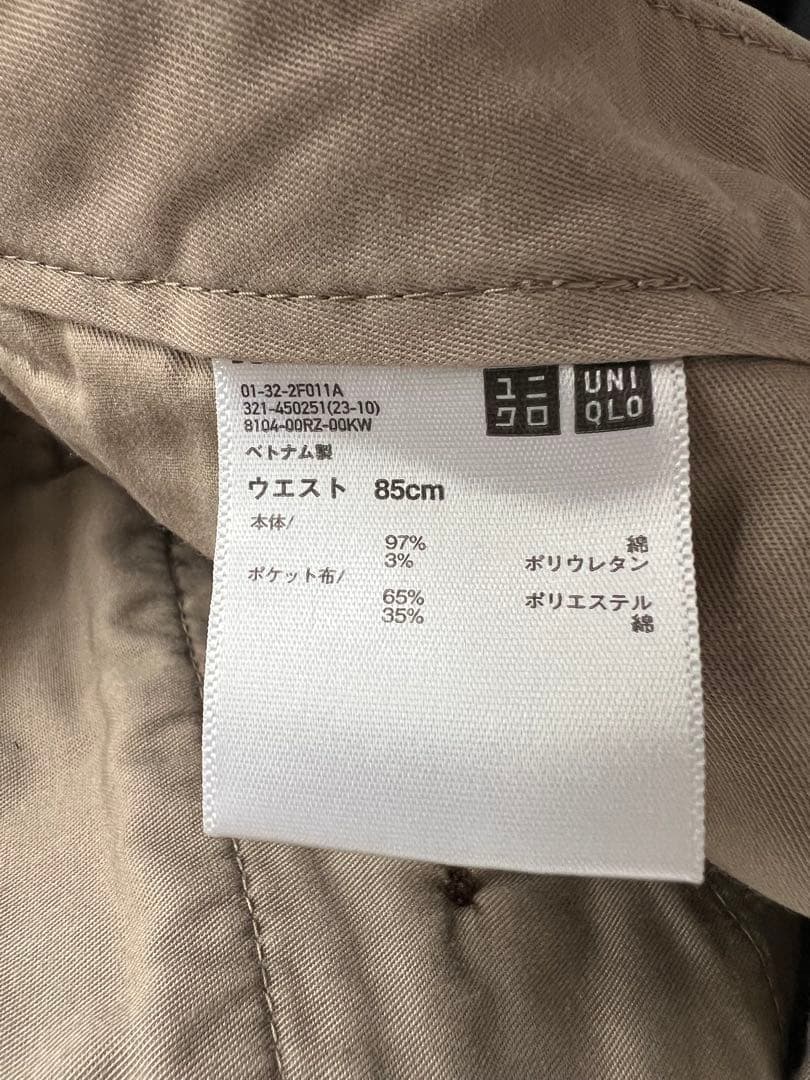 01-32-2F011A
321-450251(23-10)
8104-00RZ-00KW
ユニ
クロ
UNI
QLO
ベトナム製
ウエスト 85cm
本体/
97% 綿
3% ポリウレタン
ポケット布/
65% ポリエステル
35% 綿